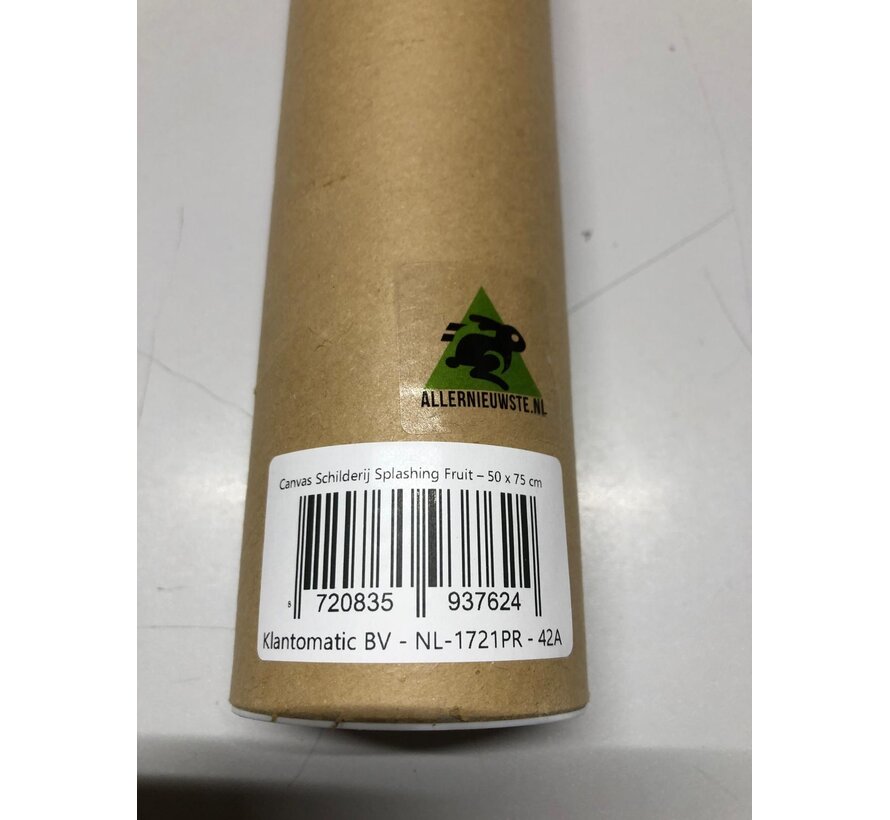 ALLERNIEUWSTE.NL
Canvas Schilderij Splashing Fruit – 50 x 75 cm
8 720835 937624
Klantomatic BV - NL-1721PR - 42A